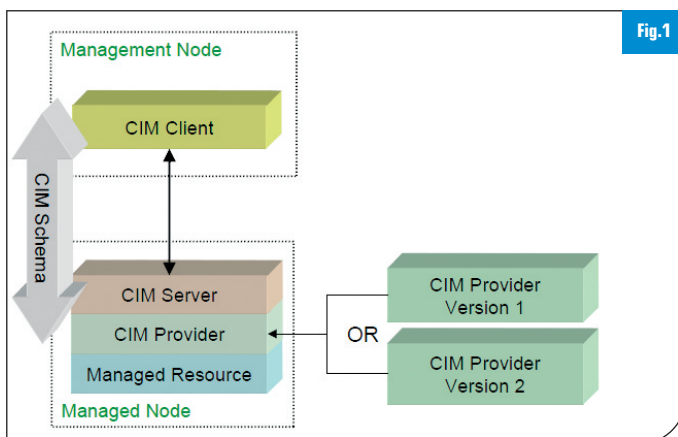 Fig.1
Management Node
CIM Client
CIM Schema
CIM Server
CIM Provider
Managed Resource
Managed Node
OR
CIM Provider
Version 1
CIM Provider
Version 2